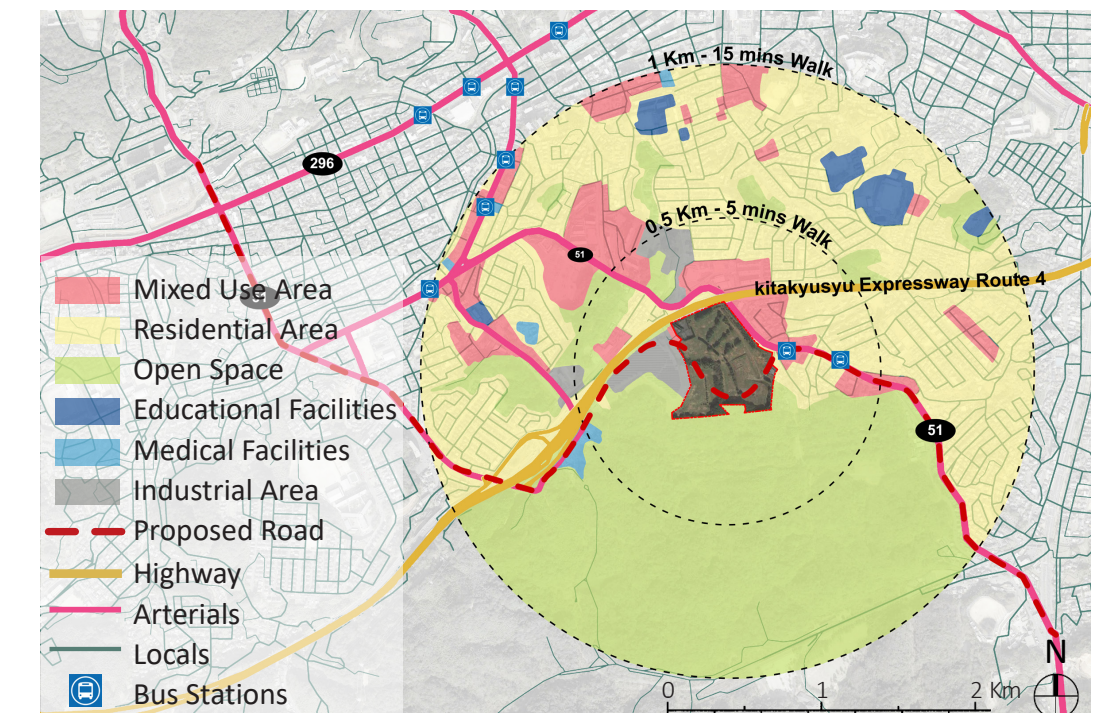 1 Km - 15 mins Walk
296
0.5 Km - 5 mins Walk
51
kitakyusyu Expressway Route 4
51
51
Mixed Use Area
Residential Area
Open Space
Educational Facilities
Medical Facilities
Industrial Area
Proposed Road
Highway
Arterials
Locals
Bus Stations
N
0 1 2 Km